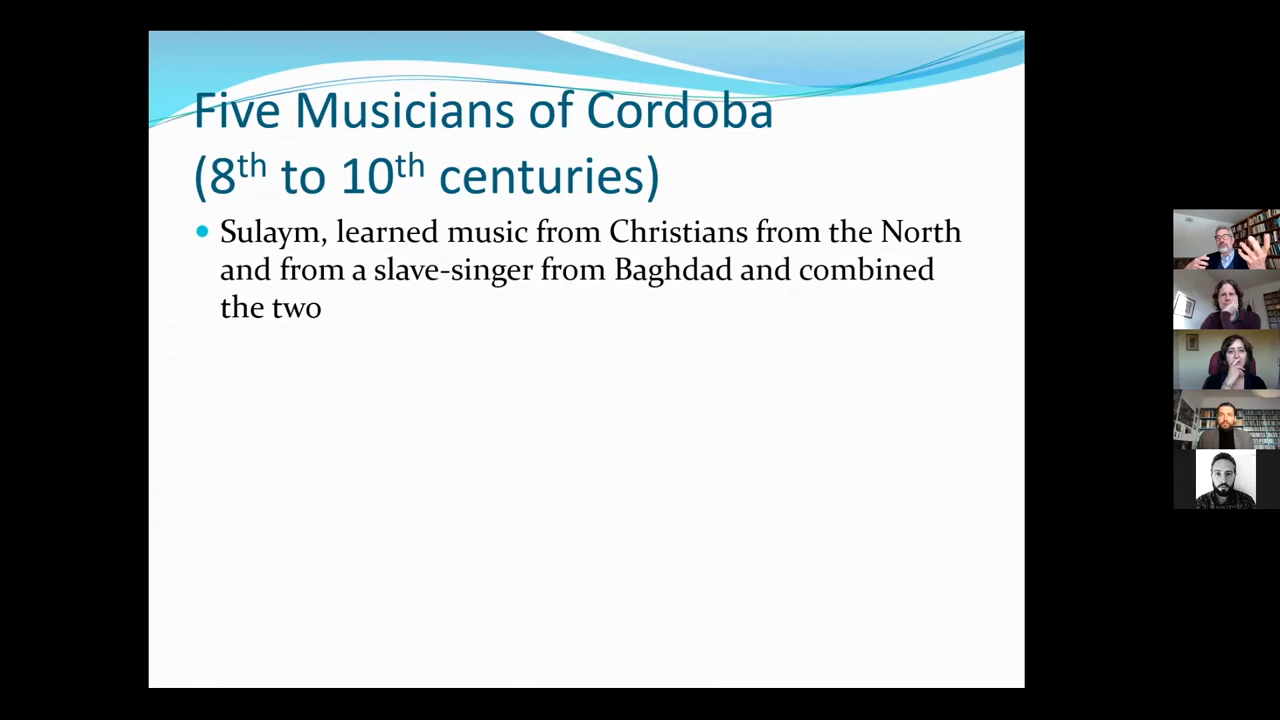 Five Musicians of Cordoba
(8th to 10th centuries)
• Sulaym, learned music from Christians from the North
and from a slave-singer from Baghdad and combined
the two